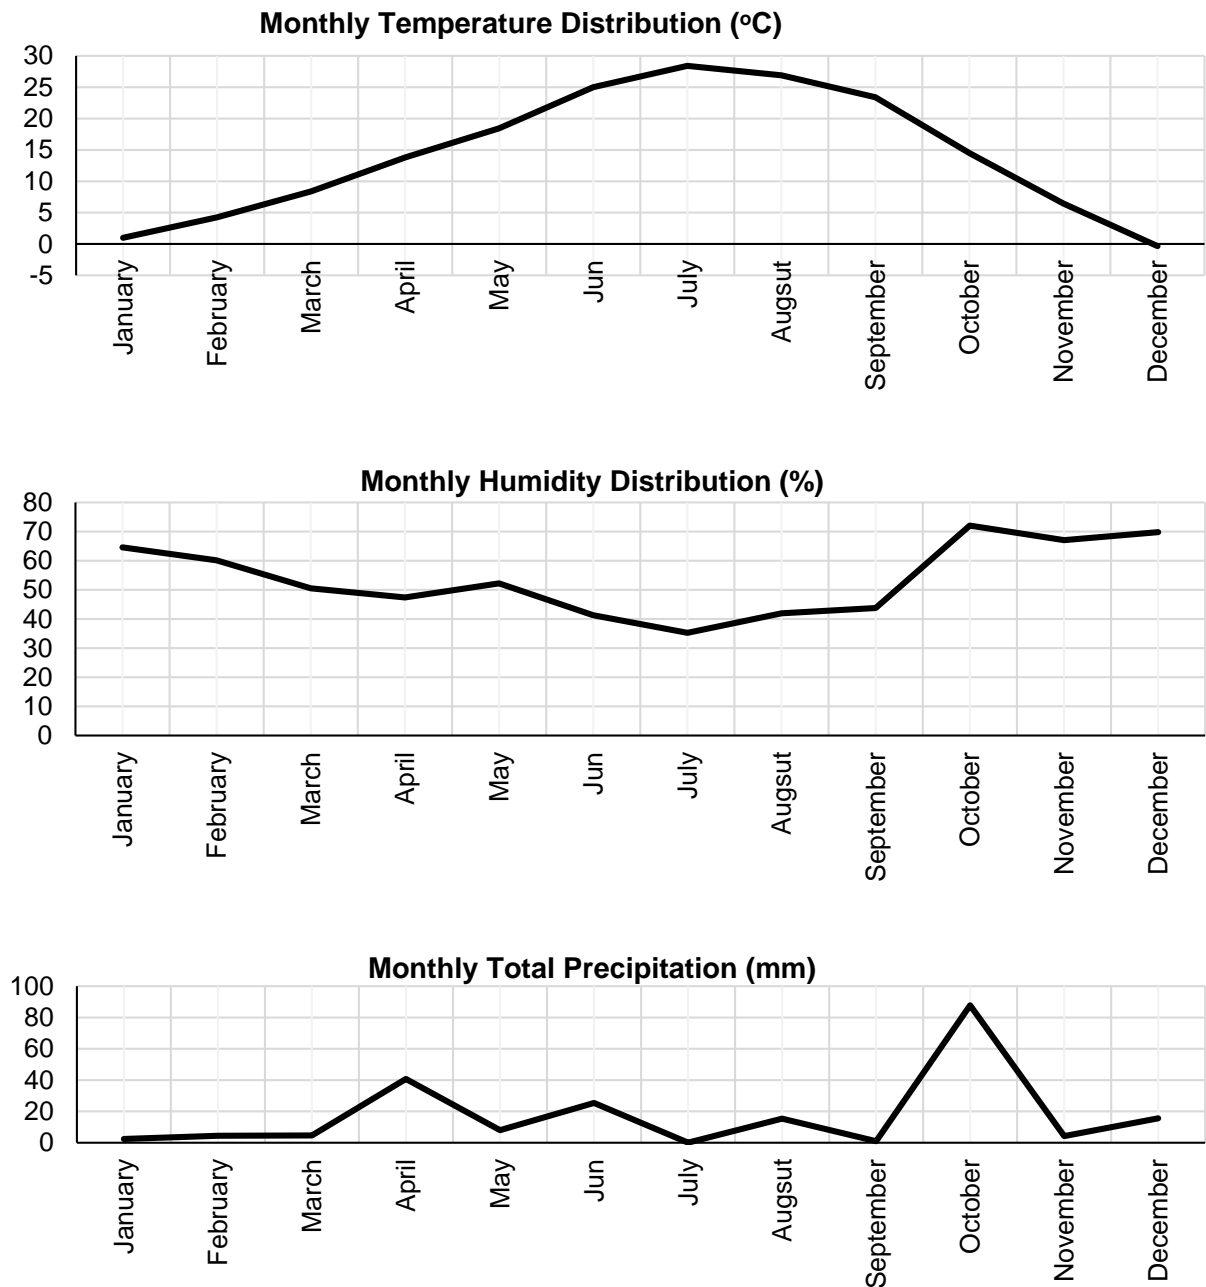 Monthly Temperature Distribution (ºC)
30
25
20
15
10
5
0
-5
January
February
March
April
May
Jun
July
Augsut
September
October
November
December
Monthly Humidity Distribution (%)
80
70
60
50
40
30
20
10
0
January
February
March
April
May
Jun
July
Augsut
September
October
November
December
Monthly Total Precipitation (mm)
100
80
60
40
20
0
January
February
March
April
May
Jun
July
Augsut
September
October
November
December